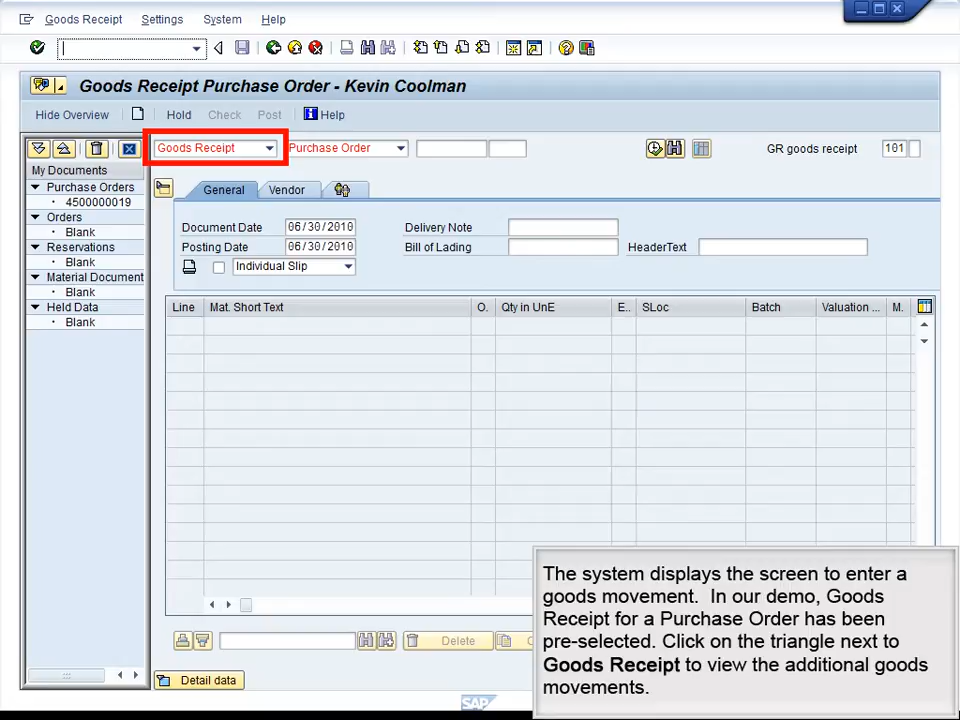 Goods Receipt Settings System Help
Goods Receipt Purchase Order - Kevin Coolman
Hide Overview Hold Check Post Help
Goods Receipt Purchase Order GR goods receipt 101
My Documents
Purchase Orders
4500000019
Orders
Blank
Reservations
Blank
Material Document
Blank
Held Data
Blank
General Vendor
Document Date 06/30/2010 Delivery Note
Posting Date 06/30/2010 Bill of Lading HeaderText
Individual Slip
Line Mat. Short Text O. Qty in UnE E.. SLoc Batch Valuation ... M.
Delete
Detail data
SAP
The system displays the screen to enter a
goods movement. In our demo, Goods
Receipt for a Purchase Order has been
pre-selected. Click on the triangle next to
Goods Receipt to view the additional goods
movements.